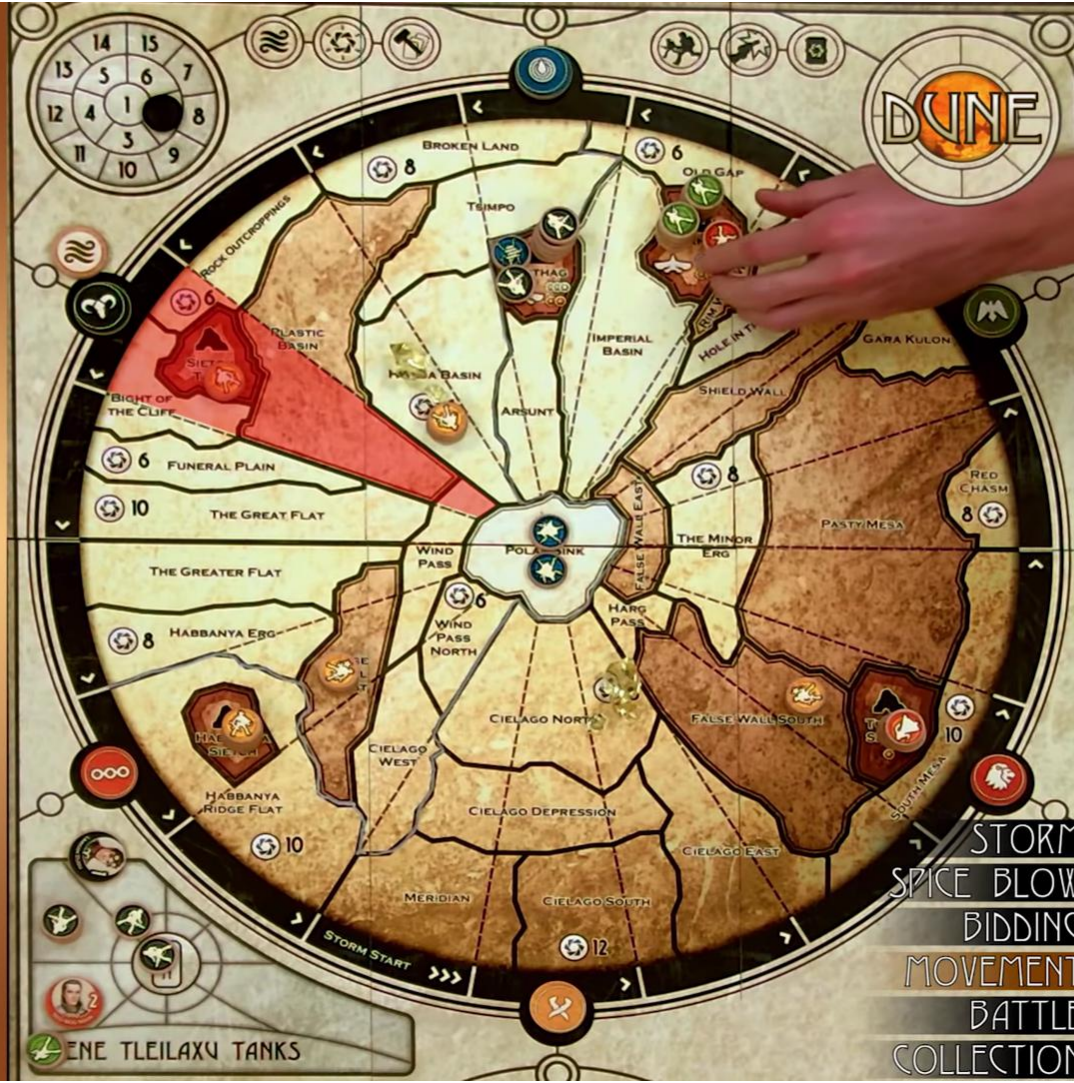 14 15
13 5 6 7
12 4 1 8
3
11 9
10
DUNE
BROKEN LAND
8
6
OLD GAP
TSIMPO
ROCK OUTCROPPINGS
6
THAG
PLASTIC
BASIN
IMPERIAL
BASIN
HOLE IN
GARA KULON
BASIN
SHIELD WALL
BIGHT OF
THE CLIFF
ARSUNT
6 FUNERAL PLAIN
8
RED
CHASM
8
10 THE GREAT FLAT
PASTY MESA
FALSE WALL EAST
THE MINOR
ERG
WIND
PASS
THE GREATER FLAT
6
HARG
PASS
WIND
PASS
NORTH
8 HABBANYA ERG
CIELAGO NORTH
FALSE WALL SOUTH
10
SIETCH
CIELAGO
WEST
SOUTH MESA
HABBANYA
RIDGE FLAT
CIELAGO DEPRESSION
10
CIELAGO EAST
MERIDIAN
CIELAGO SOUTH
12
STORM START
2
ENE TLEILAXU TANKS
STORM
SPICE BLOW
BIDDING
MOVEMENT
BATTLE
COLLECTION